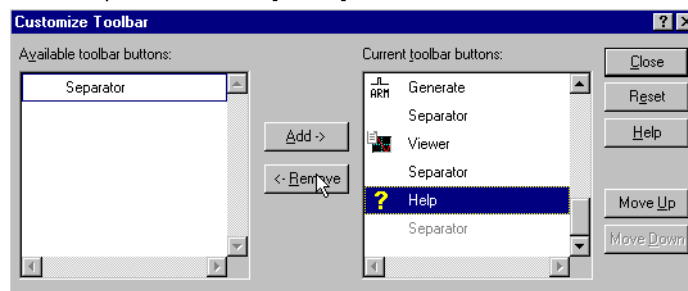 Customize Toolbar
Available toolbar buttons:
Separator
Add ->
<- Remove
Current toolbar buttons:
ARM Generate
Separator
Viewer
Separator
? Help
Separator
Close
Reset
Help
Move Up
Move Down